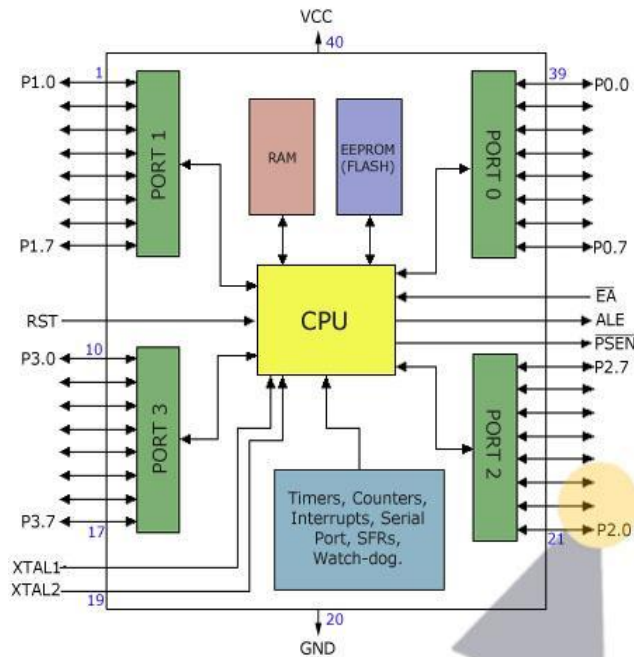 VCC
40
1
39
P1.0
P0.0
PORT 1
RAM
EEPROM
(FLASH)
PORT 0
P1.7
P0.7
EA
RST
CPU
ALE
PSEN
P3.0
10
P2.7
PORT 3
PORT 2
Timers, Counters,
Interrupts, Serial
Port, SFRs,
Watch-dog.
P3.7
17
P2.0
21
XTAL1
XTAL2
19
20
GND